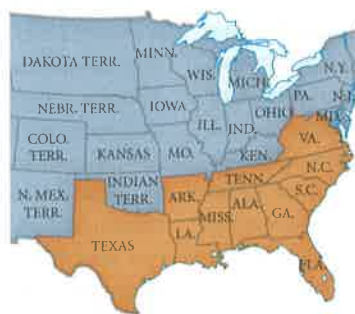 DAKOTA TERR.
MINN.
WIS.
MICH.
N.Y.
NEBR. TERR.
IOWA
PA.
N.J.
OHIO
MD.
ILL.
IND.
COLO.
TERR.
KANSAS
MO.
KEN.
VA.
N. MEX.
TERR.
INDIAN
TERR.
ARK.
TENN.
N.C.
S.C.
TEXAS
LA.
MISS.
ALA.
GA.
FLA.